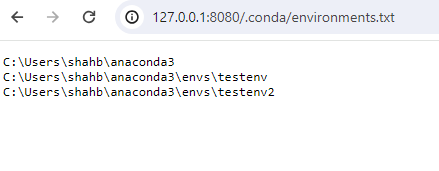 127.0.0.1:8080/.conda/environments.txt
C:\Users\shahb\anaconda3
C:\Users\shahb\anaconda3\envs\testenv
C:\Users\shahb\anaconda3\envs\testenv2